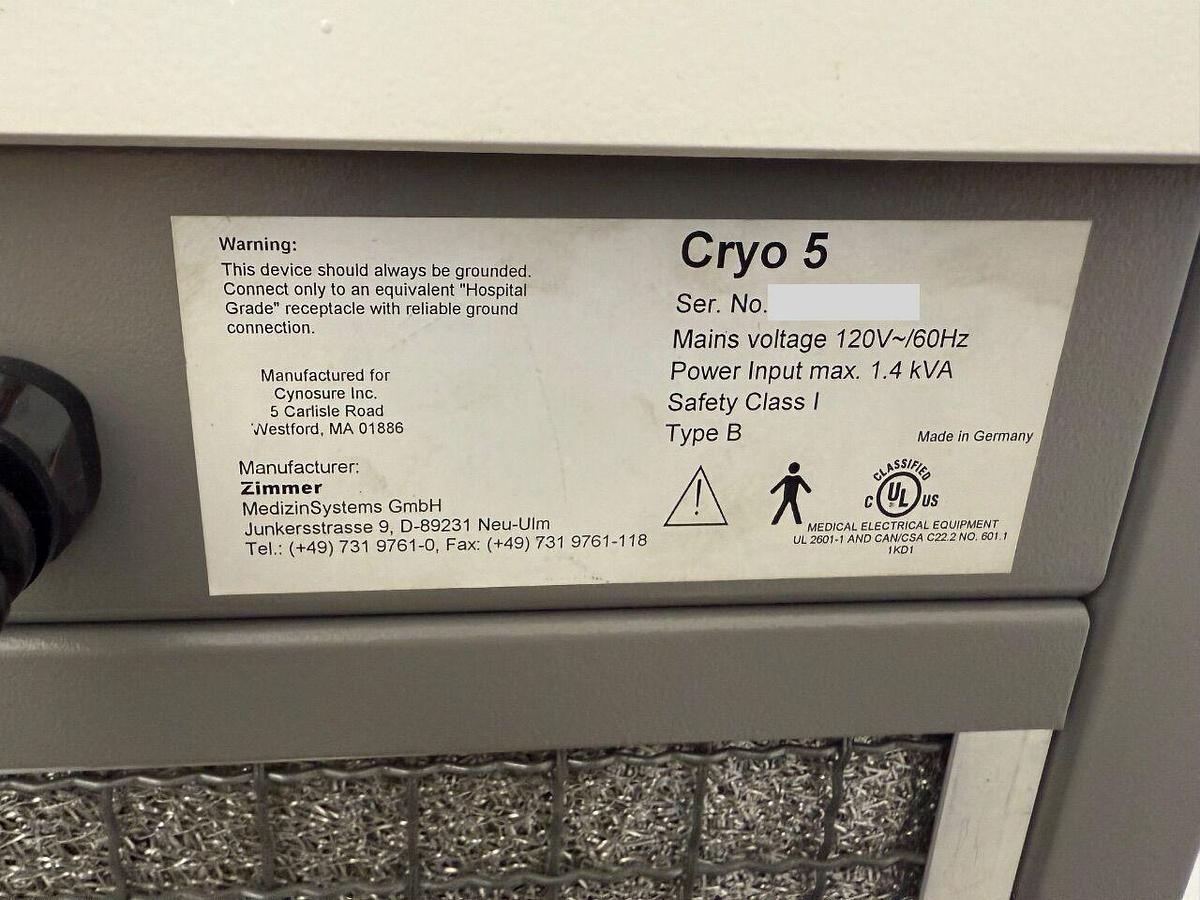 Warning:
This device should always be grounded.
Connect only to an equivalent "Hospital
Grade" receptacle with reliable ground
connection.
Manufactured for
Cynosure Inc.
5 Carlisle Road
Westford, MA 01886
Manufacturer:
Zimmer
MedizinSystems GmbH
Junkersstrasse 9, D-89231 Neu-Ulm
Tel.: (+49) 731 9761-0, Fax: (+49) 731 9761-118
Cryo 5
Ser. No.
Mains voltage 120V~/60Hz
Power Input max. 1.4 kVA
Safety Class I
Type B
Made in Germany
CLASSIFIED
C UL US
MEDICAL ELECTRICAL EQUIPMENT
UL 2601-1 AND CAN/CSA C22.2 NO. 601.1
1KD1